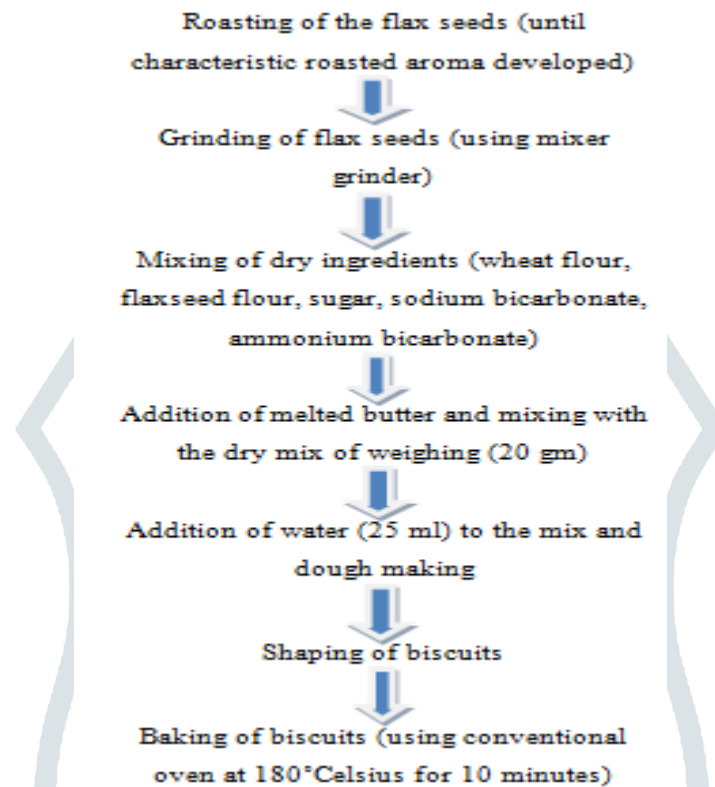 Roasting of the flax seeds (until
characteristic roasted aroma developed)
Grinding of flax seeds (using mixer
grinder)
Mixing of dry ingredients (wheat flour,
flaxseed flour, sugar, sodium bicarbonate,
ammonium bicarbonate)
Addition of melted butter and mixing with
the dry mix of weighing (20 gm)
Addition of water (25 ml) to the mix and
dough making
Shaping of biscuits
Baking of biscuits (using conventional
oven at 180°Celsius for 10 minutes)